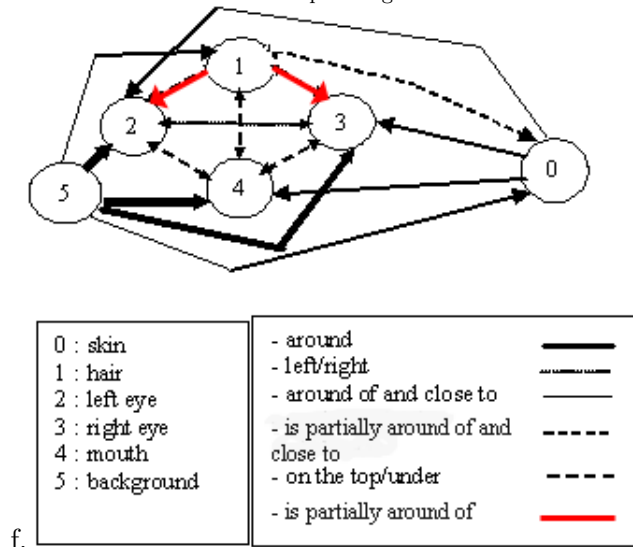 1
2
3
0
5
4
0 : skin
1 : hair
2 : left eye
3 : right eye
4 : mouth
5 : background
- around
- left/right
- around of and close to
- is partially around of and
close to
- on the top/under
- is partially around of
f.